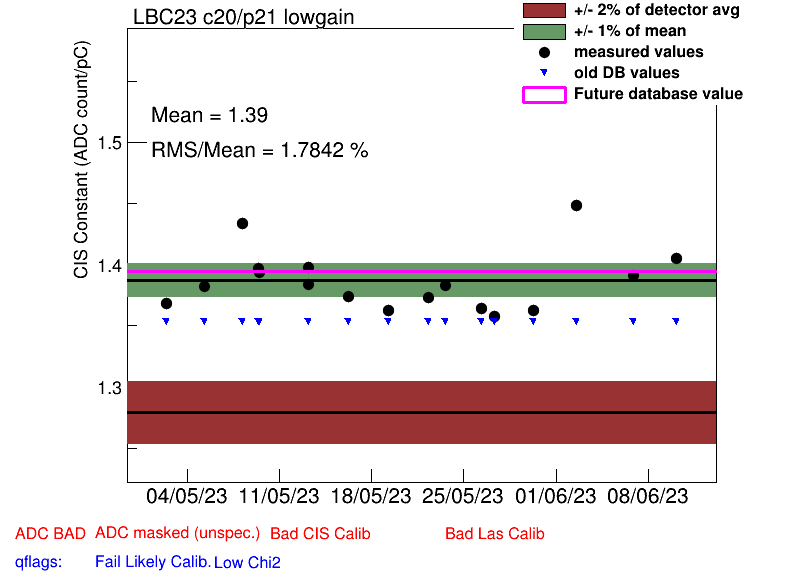 LBC23 c20/p21 lowgain
+/- 2% of detector avg
+/- 1% of mean
measured values
old DB values
Future database value
Mean = 1.39
RMS/Mean = 1.7842 %
CIS Constant (ADC count/pC)
1.5
1.4
1.3
04/05/23 11/05/23 18/05/23 25/05/23 01/06/23 08/06/23
ADC BAD ADC masked (unspec.) Bad CIS Calib Bad Las Calib
qflags: Fail Likely Calib. Low Chi2